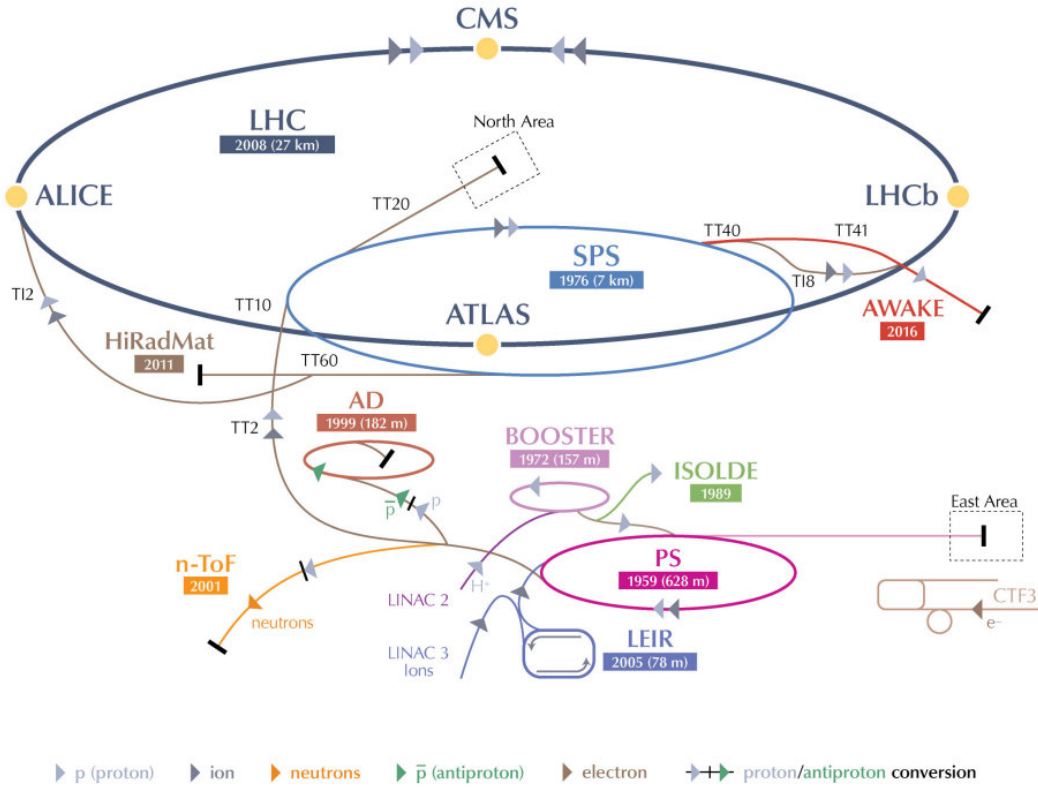 CMS
LHC
2008 (27 km)
North Area
ALICE
LHCb
TT20
TT40
TT41
SPS
1976 (7 km)
TI8
TI2
TT10
ATLAS
AWAKE
2016
HiRadMat
2011
TT60
AD
1999 (182 m)
TT2
BOOSTER
1972 (157 m)
ISOLDE
1989
East Area
p̅
p
n-ToF
2001
PS
1959 (628 m)
H⁺
LINAC 2
neutrons
CTF3
e⁻
LEIR
2005 (78 m)
LINAC 3
Ions
p (proton) ion neutrons p̅ (antiproton) electron proton/antiproton conversion